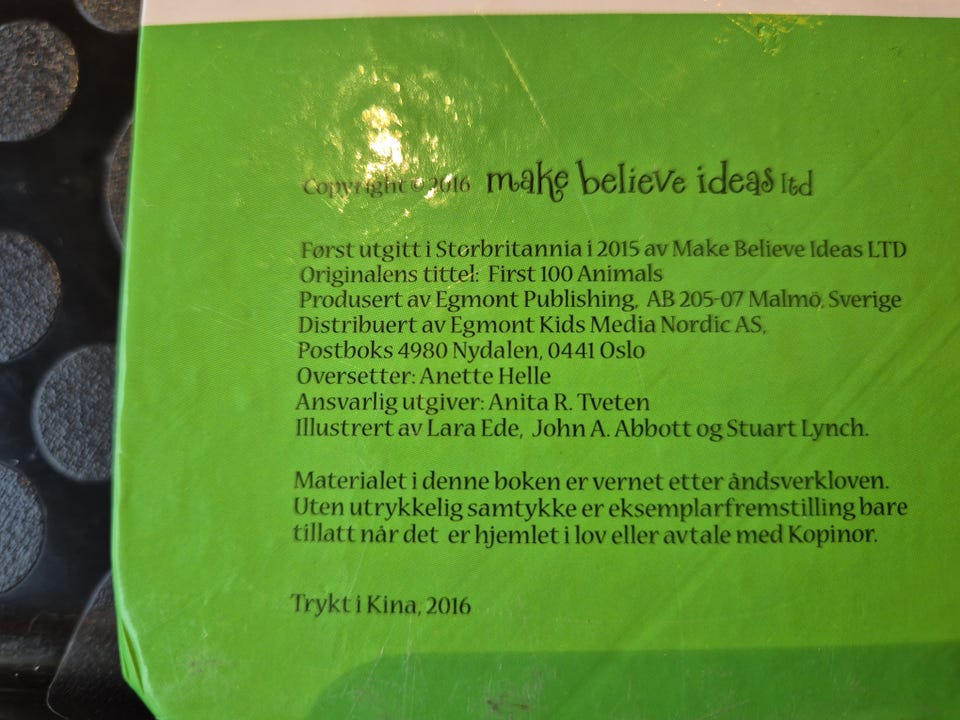 Copyright © 2016 make believe ideas ltd
Først utgitt i Storbritannia i 2015 av Make Believe Ideas LTD
Originalens tittel: First 100 Animals
Produsert av Egmont Publishing, AB 205-07 Malmö, Sverige
Distribuert av Egmont Kids Media Nordic AS,
Postboks 4980 Nydalen, 0441 Oslo
Oversetter: Anette Helle
Ansvarlig utgiver: Anita R. Tveten
Illustrert av Lara Ede, John A. Abbott og Stuart Lynch.
Materialet i denne boken er vernet etter åndsverkloven.
Uten utrykkelig samtykke er eksemplarfremstilling bare
tillatt når det er hjemlet i lov eller avtale med Kopinor.
Trykt i Kina, 2016